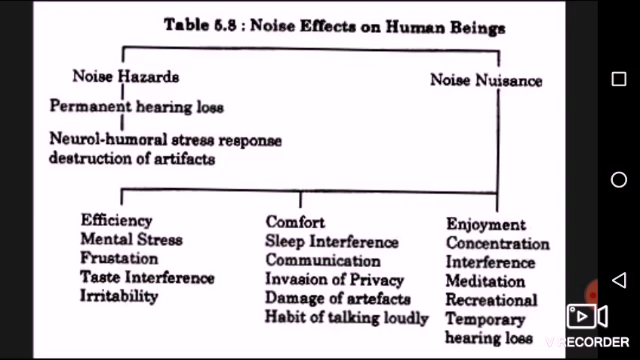 Table 5.8 : Noise Effects on Human Beings
Noise Hazards
Noise Nuisance
Permanent hearing loss
Neurol-humoral stress response
destruction of artifacts
Efficiency
Mental Stress
Frustation
Taste Interference
Irritability
Comfort
Sleep Interference
Communication
Invasion of Privacy
Damage of artefacts
Habit of talking loudly
Enjoyment
Concentration
Interference
Meditation
Recreational
Temporary
hearing loss
V RECORDER